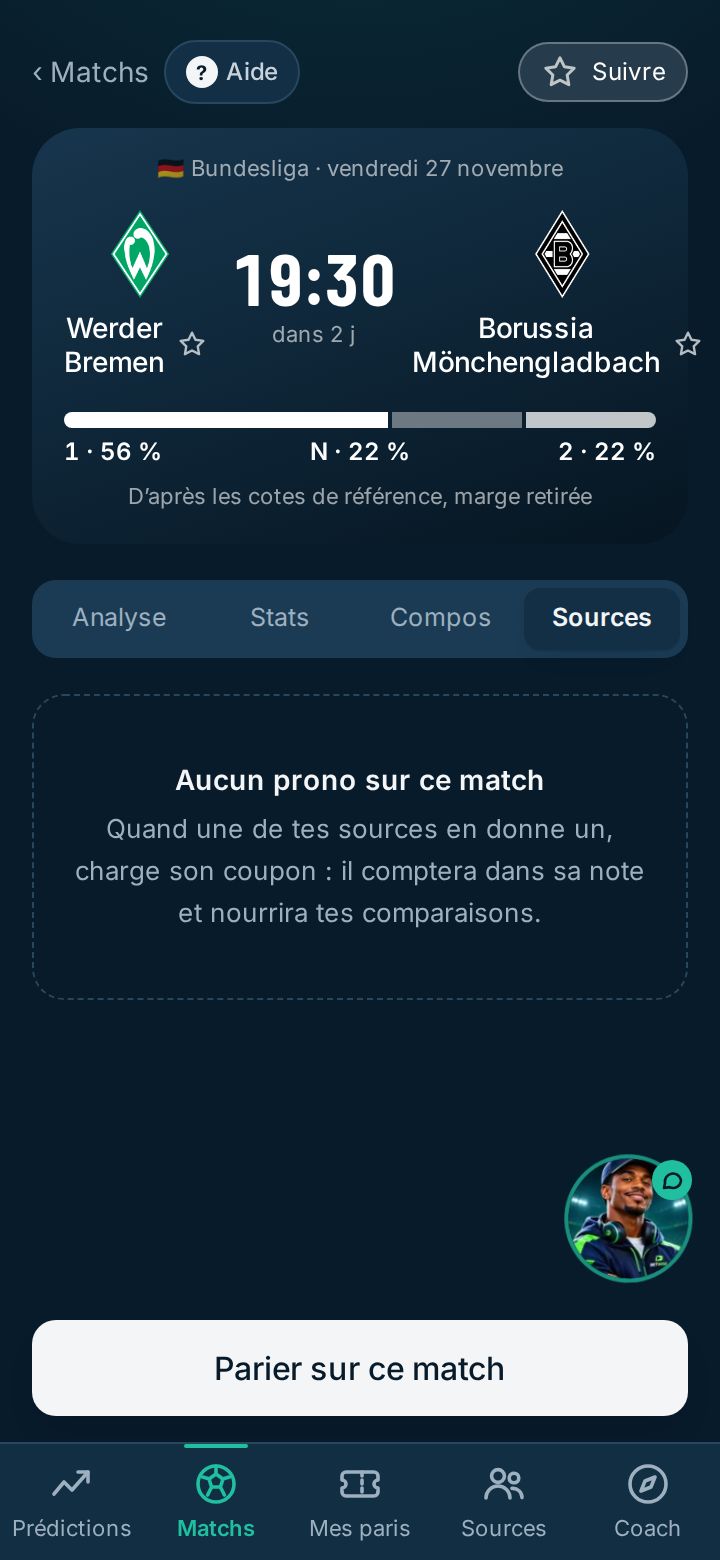 ‹ Matchs
? Aide
Suivre
Bundesliga · vendredi 27 novembre
19:30
dans 2 j
Werder
Bremen
Borussia
Mönchengladbach
1 · 56 %
N · 22 %
2 · 22 %
D’après les cotes de référence, marge retirée
Analyse
Stats
Compos
Sources
Aucun prono sur ce match
Quand une de tes sources en donne un,
charge son coupon : il comptera dans sa note
et nourrira tes comparaisons.
Parier sur ce match
Prédictions
Matchs
Mes paris
Sources
Coach